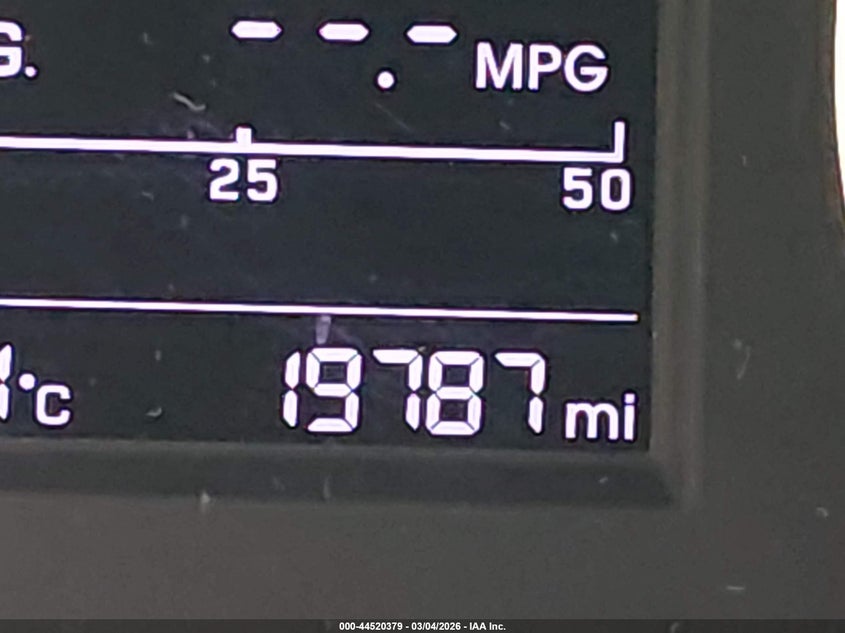 G. --.- MPG
25 50
°C 19787 mi
000-44520379 - 03/04/2026 - IAA Inc.